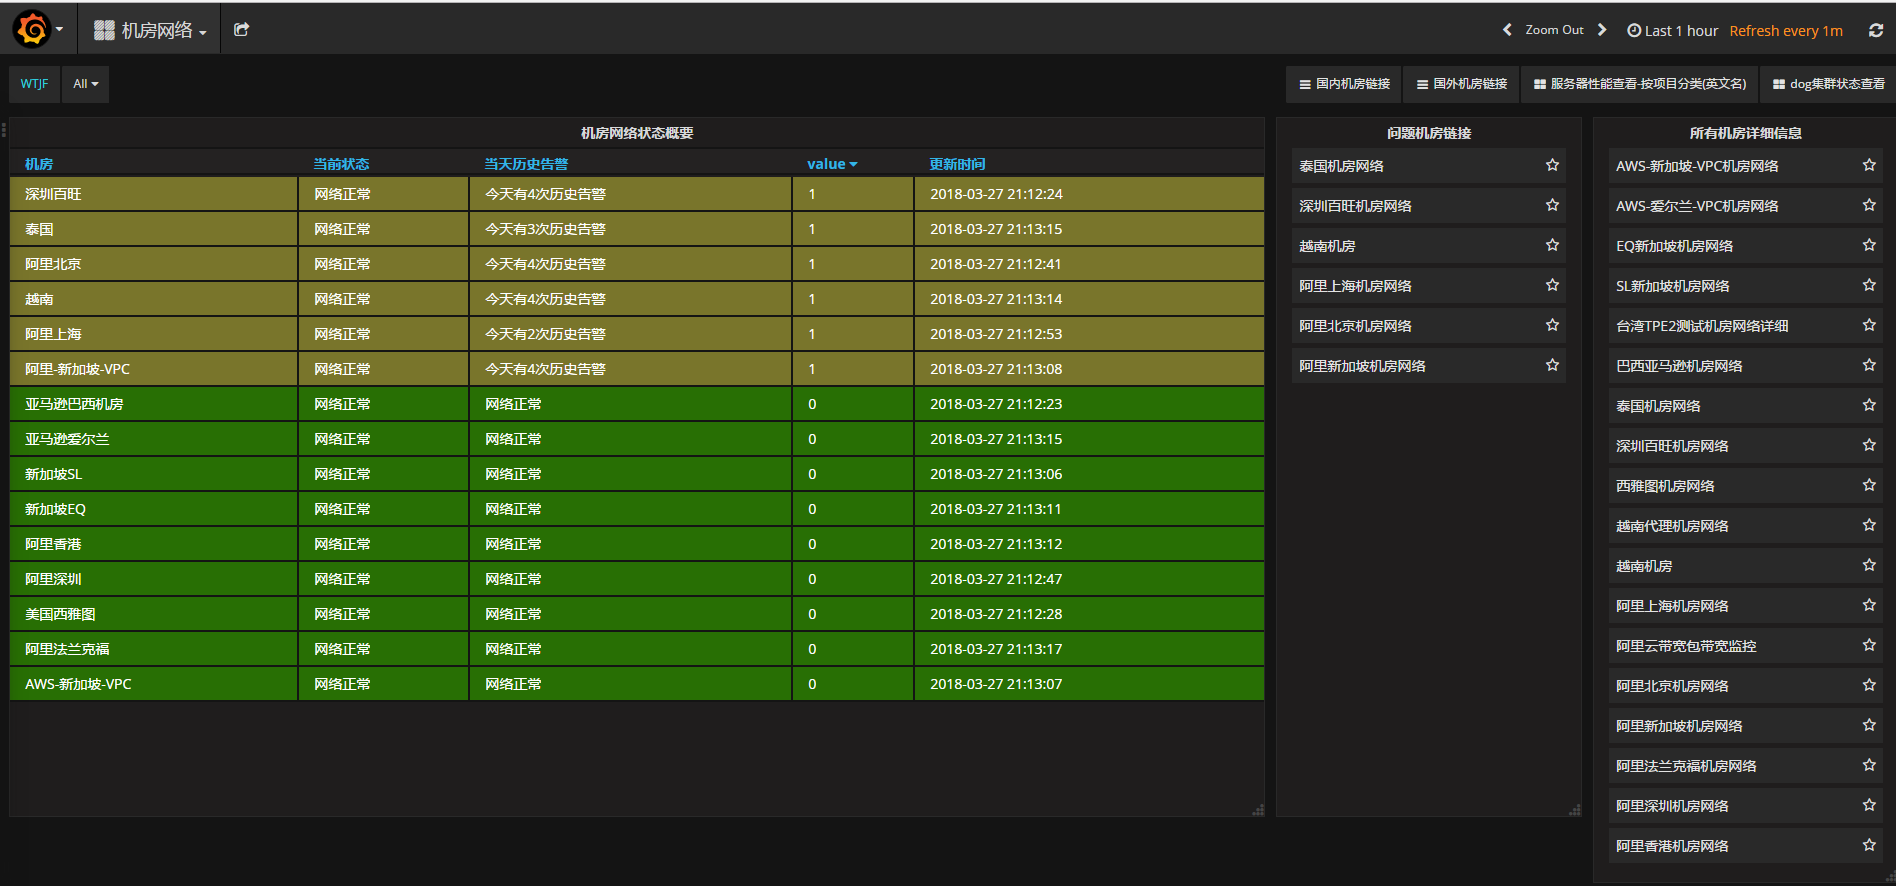 机房网络
Zoom Out
Last 1 hour
Refresh every 1m
WTJF
All
国内机房链接
国外机房链接
服务器性能查看-按项目分类(英文名)
dog集群状态查看
机房网络状态概要
机房 当前状态 当天历史告警 value 更新时间
深圳百旺 网络正常 今天有4次历史告警 1 2018-03-27 21:12:24
泰国 网络正常 今天有3次历史告警 1 2018-03-27 21:13:15
阿里北京 网络正常 今天有4次历史告警 1 2018-03-27 21:12:41
越南 网络正常 今天有4次历史告警 1 2018-03-27 21:13:14
阿里上海 网络正常 今天有2次历史告警 1 2018-03-27 21:12:53
阿里-新加坡-VPC 网络正常 今天有4次历史告警 1 2018-03-27 21:13:08
亚马逊巴西机房 网络正常 网络正常 0 2018-03-27 21:12:23
亚马逊爱尔兰 网络正常 网络正常 0 2018-03-27 21:13:15
新加坡SL 网络正常 网络正常 0 2018-03-27 21:13:06
新加坡EQ 网络正常 网络正常 0 2018-03-27 21:13:11
阿里香港 网络正常 网络正常 0 2018-03-27 21:13:12
阿里深圳 网络正常 网络正常 0 2018-03-27 21:12:47
美国西雅图 网络正常 网络正常 0 2018-03-27 21:12:28
阿里法兰克福 网络正常 网络正常 0 2018-03-27 21:13:17
AWS-新加坡-VPC 网络正常 网络正常 0 2018-03-27 21:13:07
问题机房链接
泰国机房网络
深圳百旺机房网络
越南机房
阿里上海机房网络
阿里北京机房网络
阿里新加坡机房网络
所有机房详细信息
AWS-新加坡-VPC机房网络
AWS-爱尔兰-VPC机房网络
EQ新加坡机房网络
SL新加坡机房网络
台湾TPE2测试机房网络详细
巴西亚马逊机房网络
泰国机房网络
深圳百旺机房网络
西雅图机房网络
越南代理机房网络
越南机房
阿里上海机房网络
阿里云带宽包带宽监控
阿里北京机房网络
阿里新加坡机房网络
阿里法兰克福机房网络
阿里深圳机房网络
阿里香港机房网络